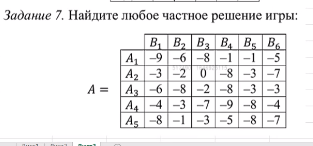 Задание 7. Найдите любое частное решение игры:
B₁ B₂ B₃ B₄ B₅ B₆
A₁ −9 −6 −8 −1 −1 −5
A₂ −3 −2 0 −8 −3 −7
A = A₃ −6 −8 −2 −8 −3 −3
A₄ −4 −3 −7 −9 −8 −4
A₅ −8 −1 −3 −5 −8 −7